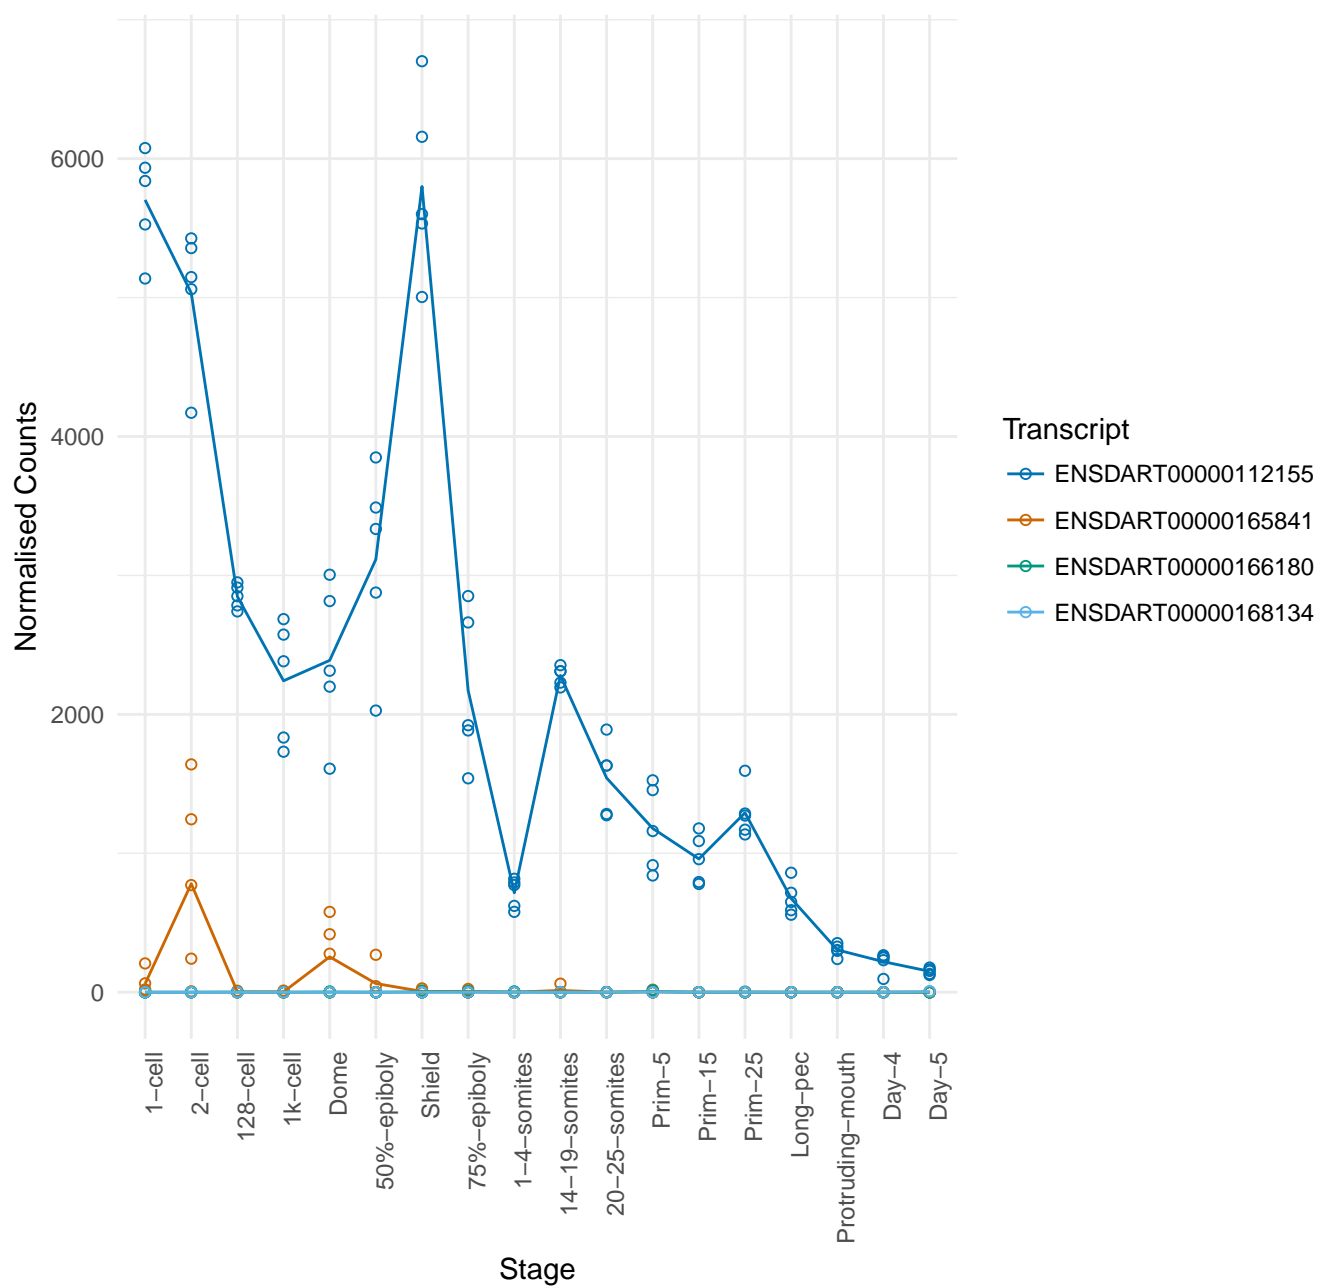 6000
4000
2000
0
Normalised Counts
1−cell
2−cell
128−cell
1k−cell
Dome
50%−epiboly
Shield
75%−epiboly
1−4−somites
14−19−somites
20−25−somites
Prim−5
Prim−15
Prim−25
Long−pec
Protruding−mouth
Day−4
Day−5
Stage
Transcript
ENSDART00000112155
ENSDART00000165841
ENSDART00000166180
ENSDART00000168134